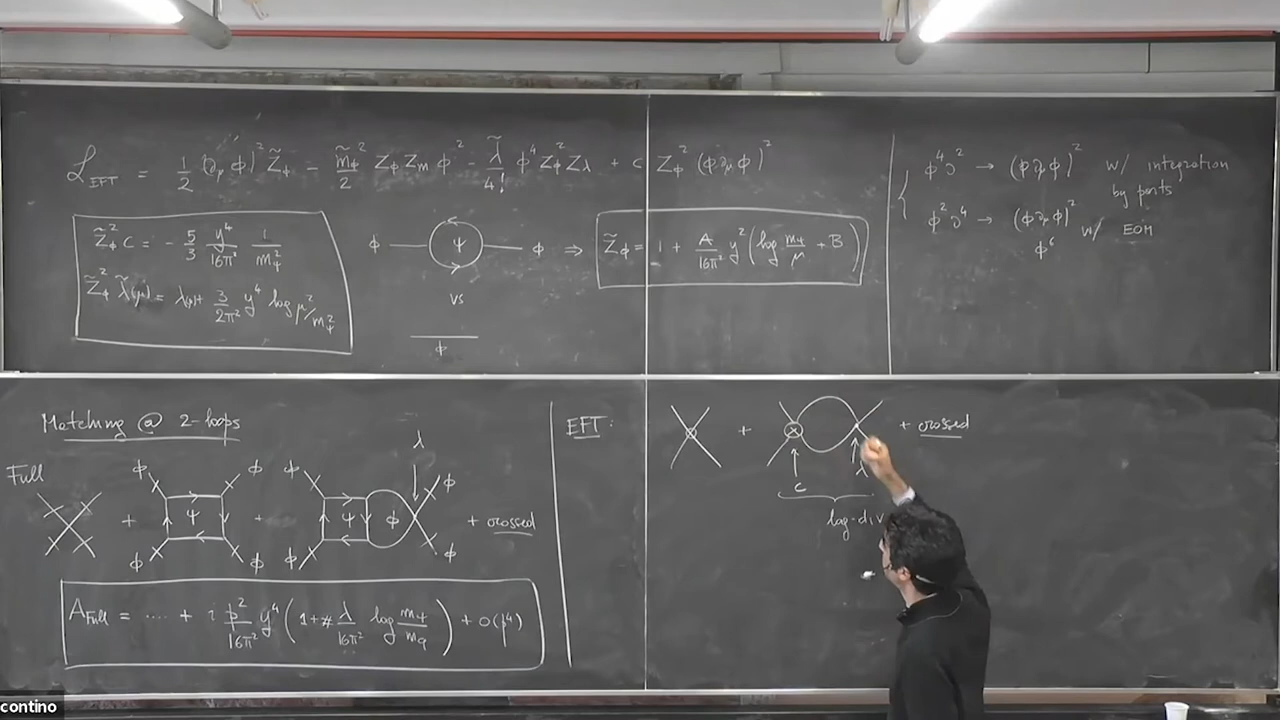 ℒ_EFT = 1/2 (∂_μ ϕ)² Z̃_ϕ − m̃_ϕ²/2 Z_ϕ Z_m ϕ² − λ̃/4! ϕ⁴ Z_ϕ² Z_λ + c Z_ϕ² (ϕ∂_μ ϕ)²
Z̃_ϕ² c = − 5/3 y⁴/16π² 1/m_ψ²
Z̃_ϕ² λ̃(μ) = λ(μ) + 3/2π² y⁴ log μ²/m_ψ²
ϕ ψ ϕ ⇒ Z̃_ϕ = 1 + A/16π² y² (log m_ψ/μ + B)
vs
ϕ
ϕ⁴∂² → (ϕ∂_μ ϕ)² w/ integration
by parts
ϕ²∂⁴ → (ϕ∂_μ ϕ)² w/ EOM
ϕ⁶
Matching @ 2-loops
Full
+ ϕ ϕ ψ ϕ ϕ + ϕ ψ ϕ λ ϕ ϕ ϕ + crossed
A_Full = .... + i p²/16π² y⁴ (1 + # λ/16π² log m_ψ/m_φ) + O(p⁴)
EFT:
+ + crossed
c λ
log-div
contino